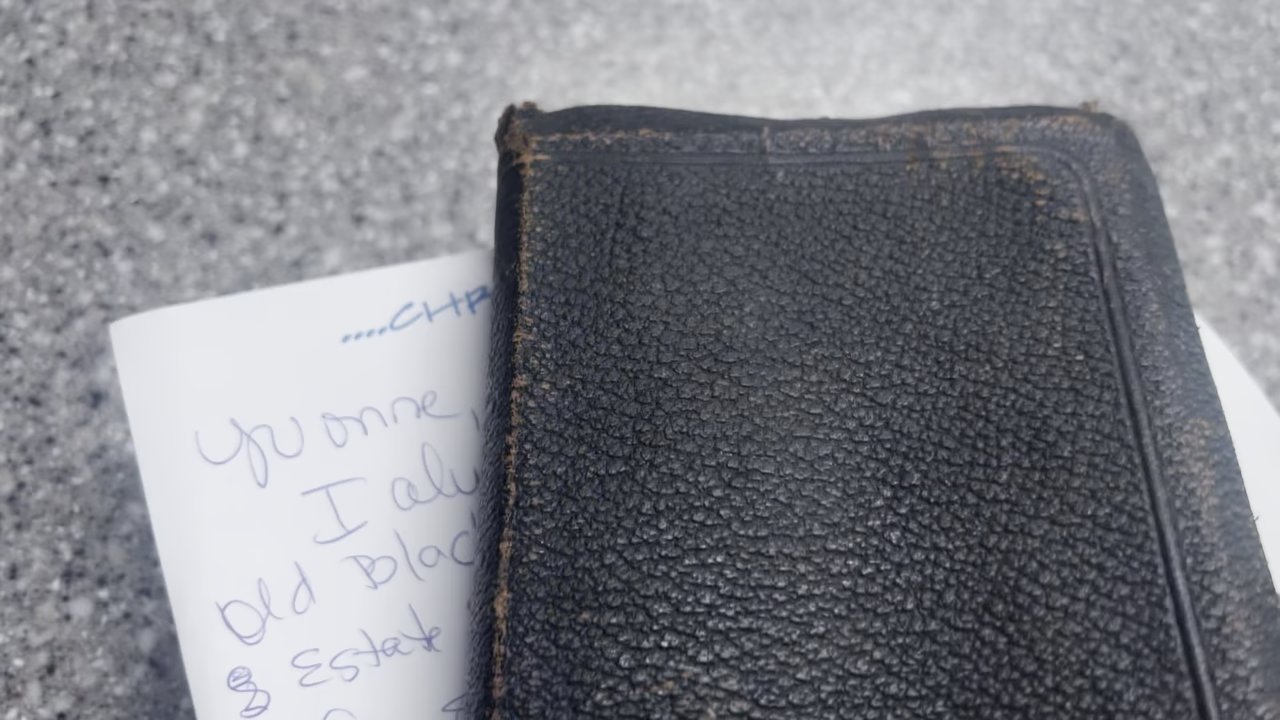 ....CHR
Yvonne,
I alw
Old Blac
& Estate